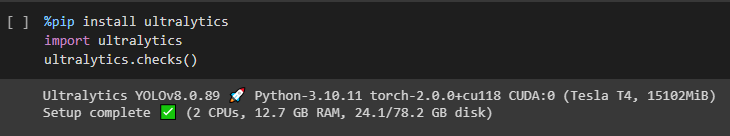 [ ] %pip install ultralytics
import ultralytics
ultralytics.checks()
Ultralytics YOLOv8.0.89 🚀 Python-3.10.11 torch-2.0.0+cu118 CUDA:0 (Tesla T4, 15102MiB)
Setup complete ✅ (2 CPUs, 12.7 GB RAM, 24.1/78.2 GB disk)